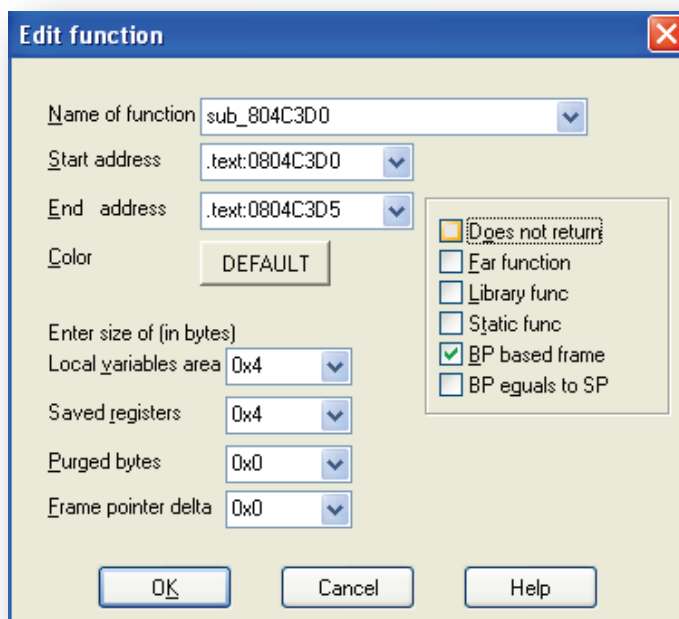 Edit function
Name of function sub_804C3D0
Start address .text:0804C3D0
End address .text:0804C3D5
Color DEFAULT
Does not return
Far function
Library func
Static func
BP based frame
BP equals to SP
Enter size of (in bytes)
Local variables area 0x4
Saved registers 0x4
Purged bytes 0x0
Frame pointer delta 0x0
OK Cancel Help